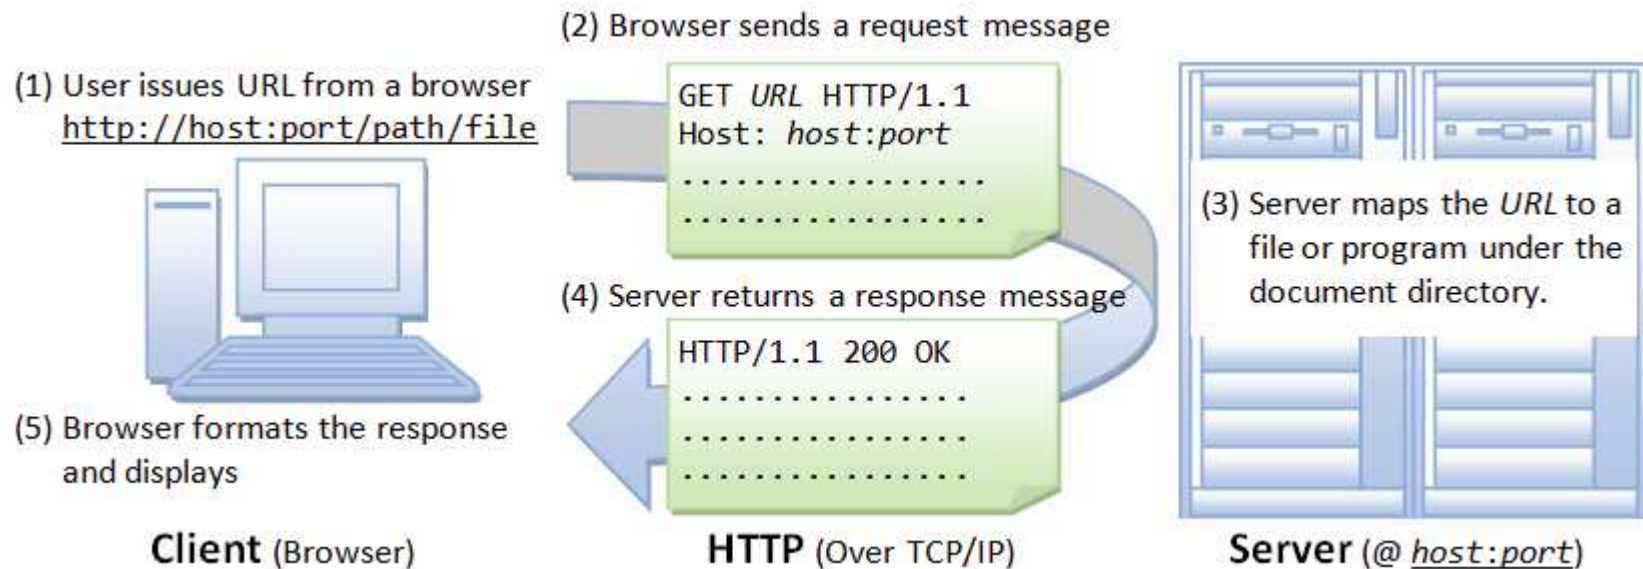 (1) User issues URL from a browser
http://host:port/path/file
(2) Browser sends a request message
GET URL HTTP/1.1
Host: host:port
..................
..................
(3) Server maps the URL to a
file or program under the
document directory.
(4) Server returns a response message
HTTP/1.1 200 OK
................
................
................
(5) Browser formats the response
and displays
Client (Browser)
HTTP (Over TCP/IP)
Server (@ host:port)